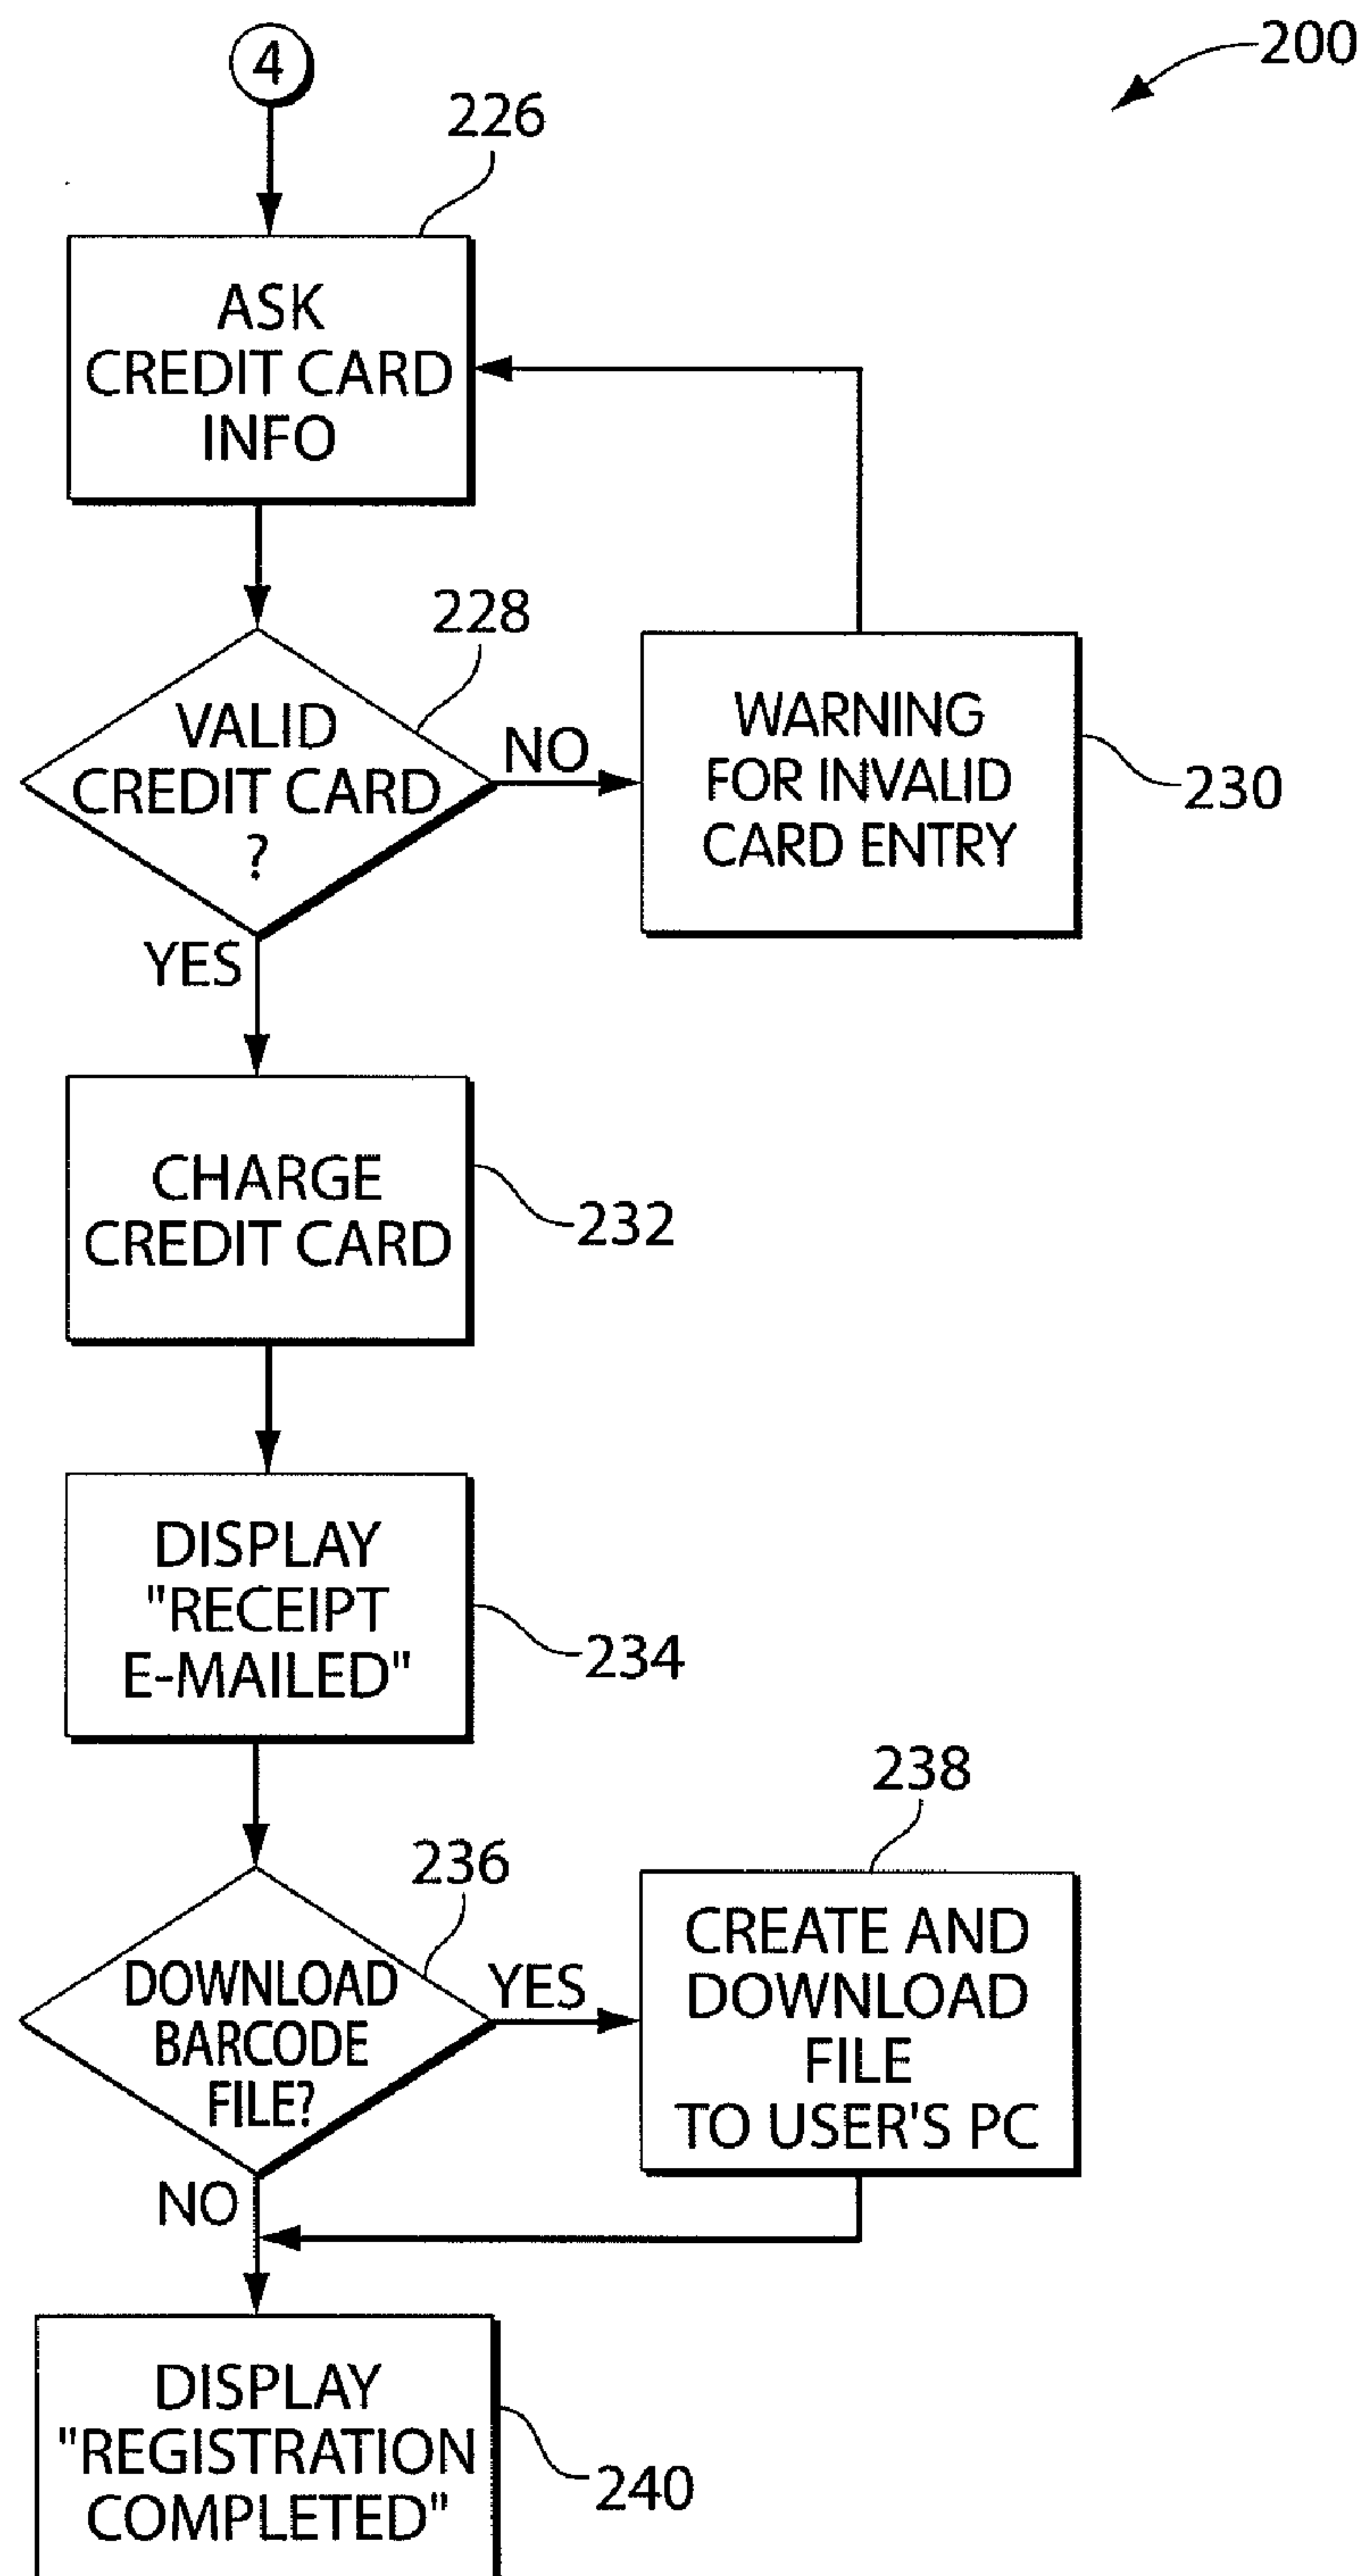 4
200
226
ASK
CREDIT CARD
INFO
228
VALID
CREDIT CARD
?
NO
WARNING
FOR INVALID
CARD ENTRY
230
YES
CHARGE
CREDIT CARD
232
DISPLAY
"RECEIPT
E-MAILED"
234
236
DOWNLOAD
BARCODE
FILE?
YES
238
CREATE AND
DOWNLOAD
FILE
TO USER'S PC
NO
DISPLAY
"REGISTRATION
COMPLETED"
240